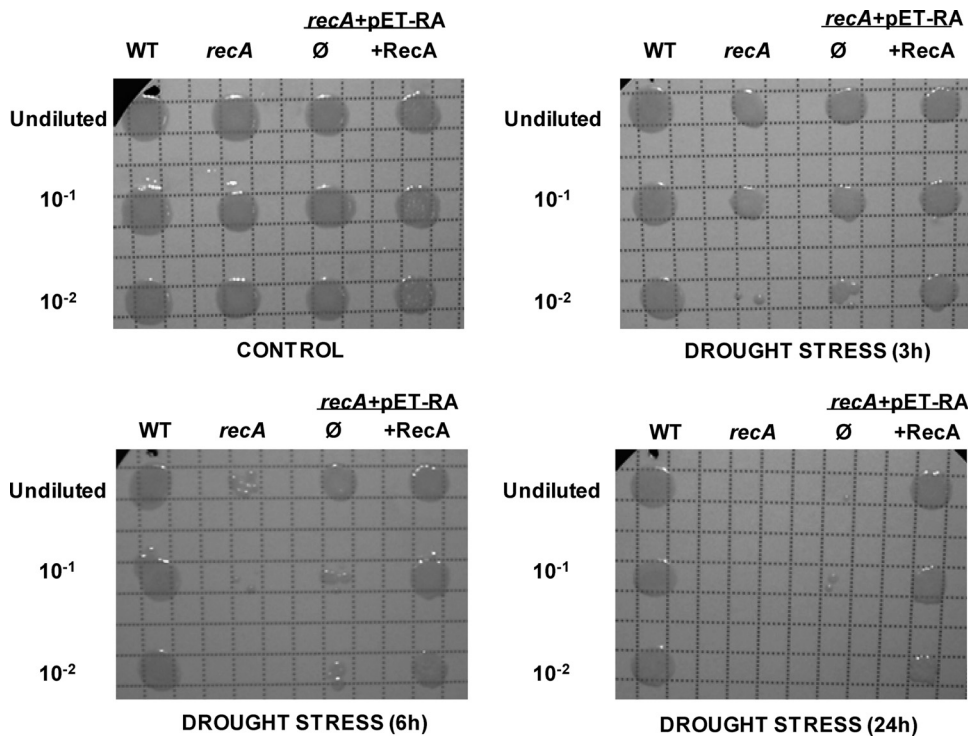 recA+pET-RA
WT recA Ø +RecA
Undiluted
10-1
10-2
CONTROL
recA+pET-RA
WT recA Ø +RecA
Undiluted
10-1
10-2
DROUGHT STRESS (3h)
recA+pET-RA
WT recA Ø +RecA
Undiluted
10-1
10-2
DROUGHT STRESS (6h)
recA+pET-RA
WT recA Ø +RecA
Undiluted
10-1
10-2
DROUGHT STRESS (24h)